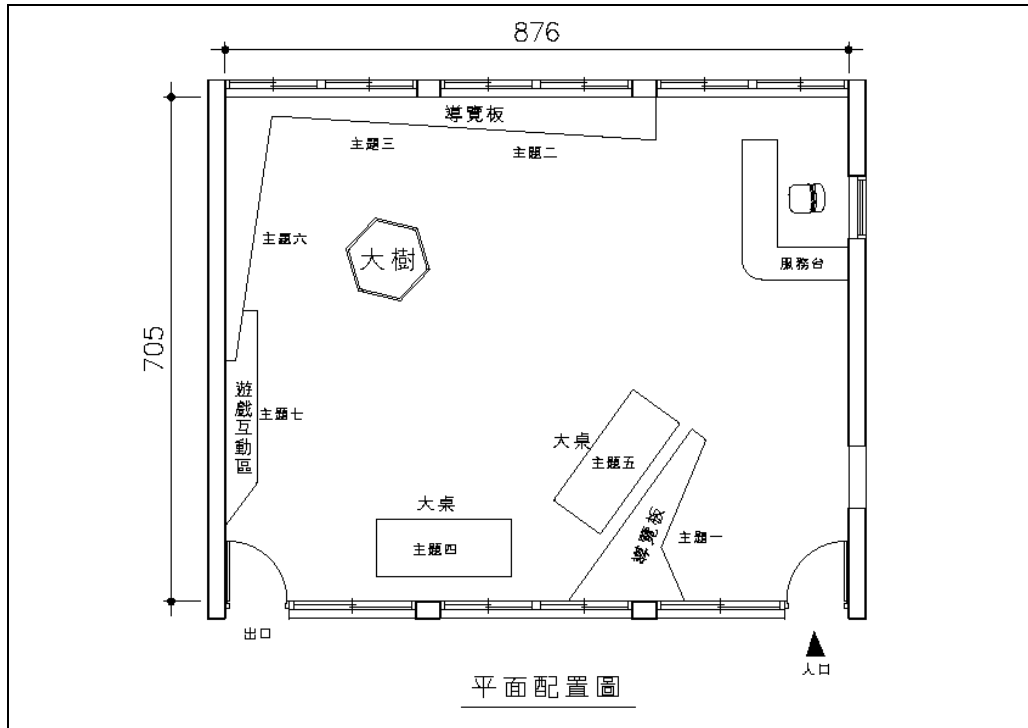 876
導覽板
主題三
主題二
主題六
大樹
服務台
705
遊戲互動區
主題七
大桌
主題五
大桌
主題四
導覽板
主題一
出口
入口
平面配置圖